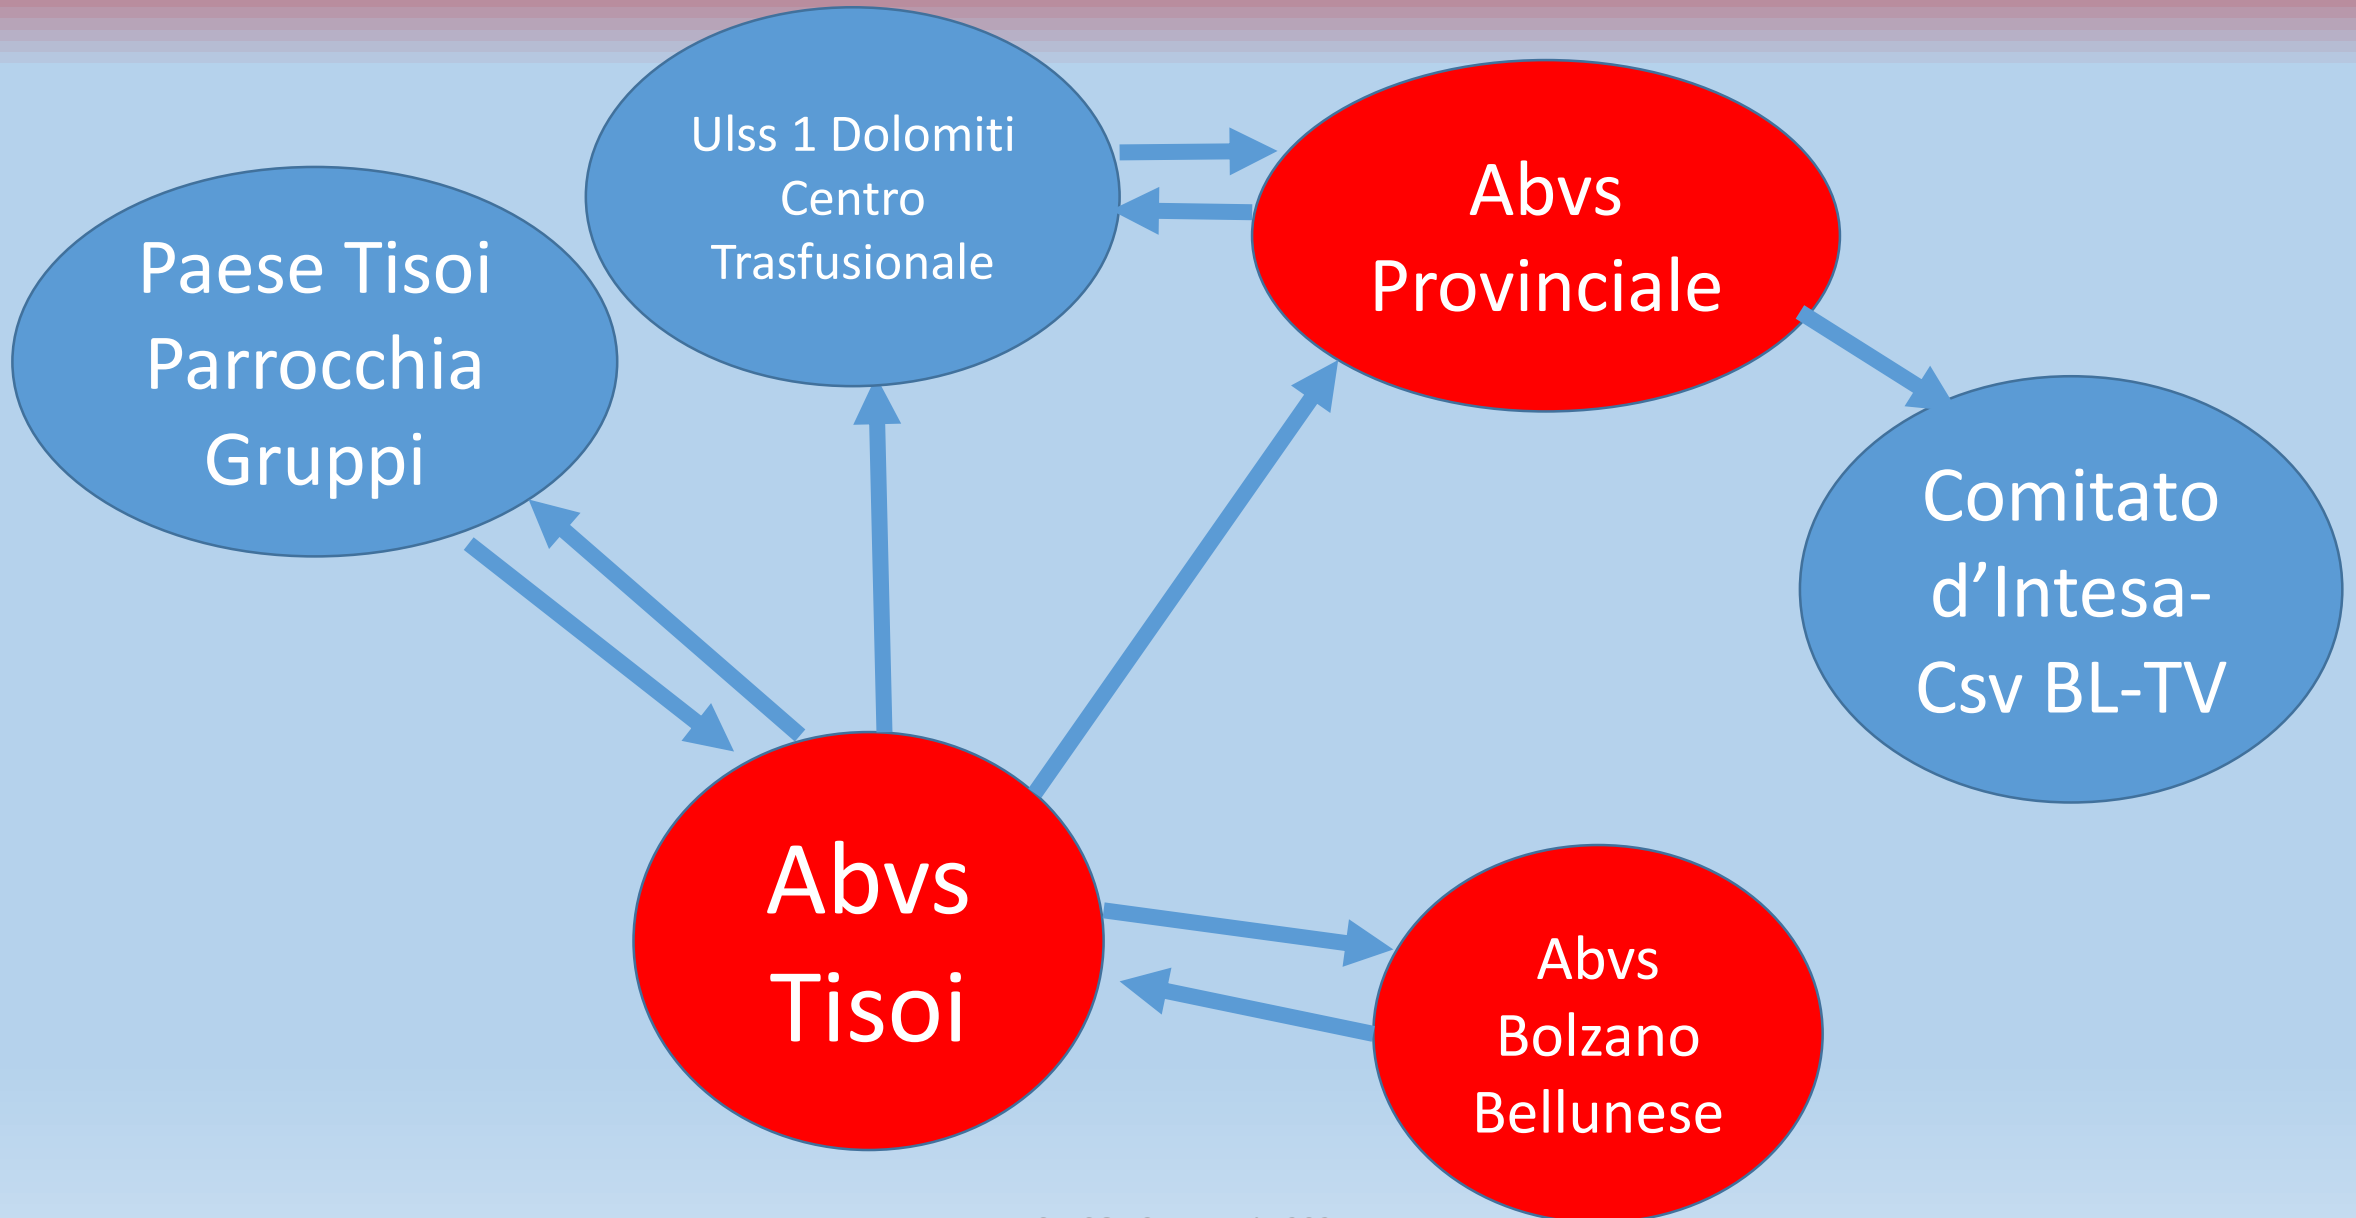 Ulss 1 Dolomiti
Centro
Trasfusionale
Abvs
Provinciale
Paese Tisoi
Parrocchia
Gruppi
Comitato
d’Intesa-
Csv BL-TV
Abvs
Tisoi
Abvs
Bolzano
Bellunese